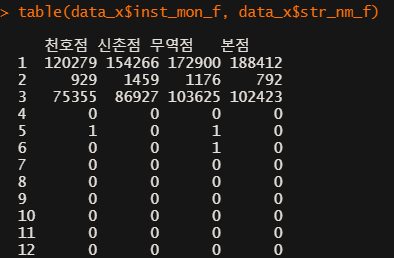 > table(data_x$inst_mon_f, data_x$str_nm_f)
천호점 신촌점 무역점 본점
1 120279 154266 172900 188412
2 929 1459 1176 792
3 75355 86927 103625 102423
4 0 0 0 0
5 1 0 1 0
6 0 0 1 0
7 0 0 0 0
8 0 0 0 0
9 0 0 0 0
10 0 0 0 0
11 0 0 0 0
12 0 0 0 0